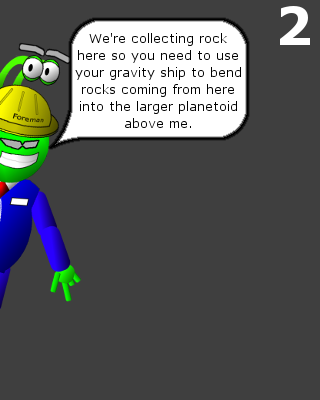 2
We're collecting rock
here so you need to use
your gravity ship to bend
rocks coming from here
into the larger planetoid
above me.
Foreman